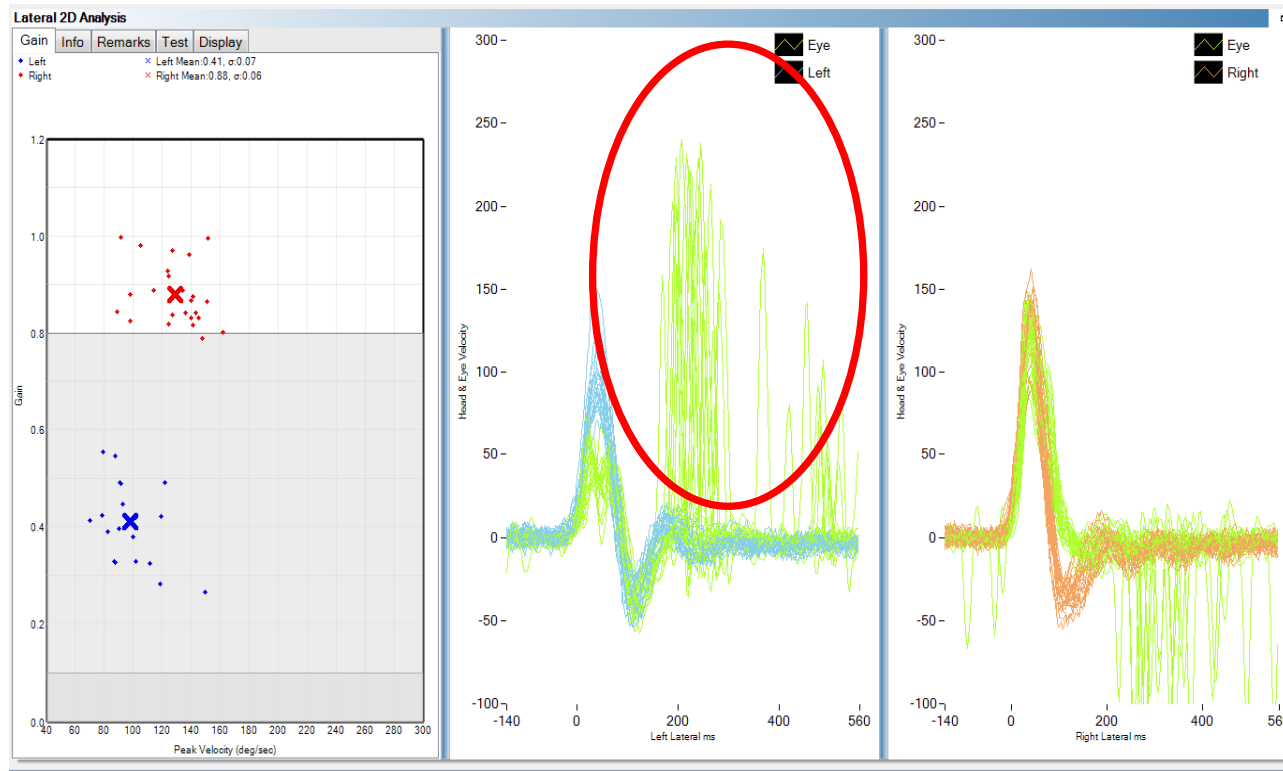 Lateral 2D Analysis
Gain Info Remarks Test Display
Left × Left Mean:0.41, σ:0.07
Right × Right Mean:0.88, σ:0.06
1.2
1.0
0.8
0.6
0.4
0.2
0.0
Gain
40 60 80 100 120 140 160 180 200 220 240 260 280 300
Peak Velocity (deg/sec)
Eye
Left
300
250
200
150
100
50
0
-50
-100
Head & Eye Velocity
-140 0 200 400 560
Left Lateral ms
Eye
Right
300
250
200
150
100
50
0
-50
-100
Head & Eye Velocity
-140 0 200 400
Right Lateral ms